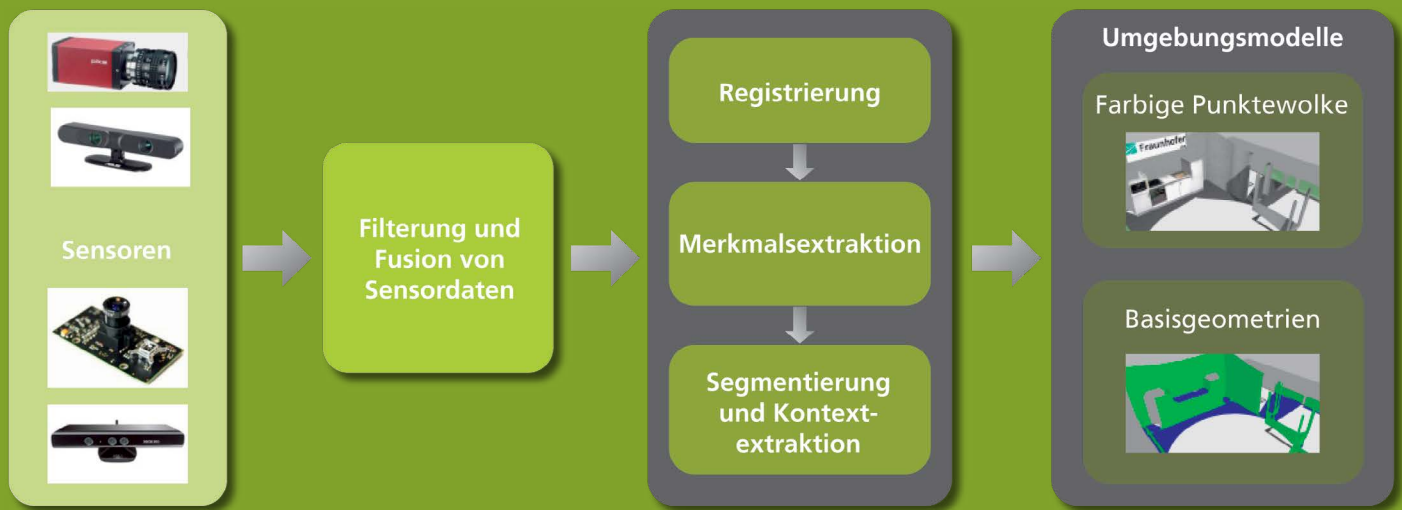 Sensoren
Filterung und
Fusion von
Sensordaten
Registrierung
Merkmalsextraktion
Segmentierung
und Kontext-
extraktion
Umgebungsmodelle
Farbige Punktewolke
Fraunhofer
Basisgeometrien